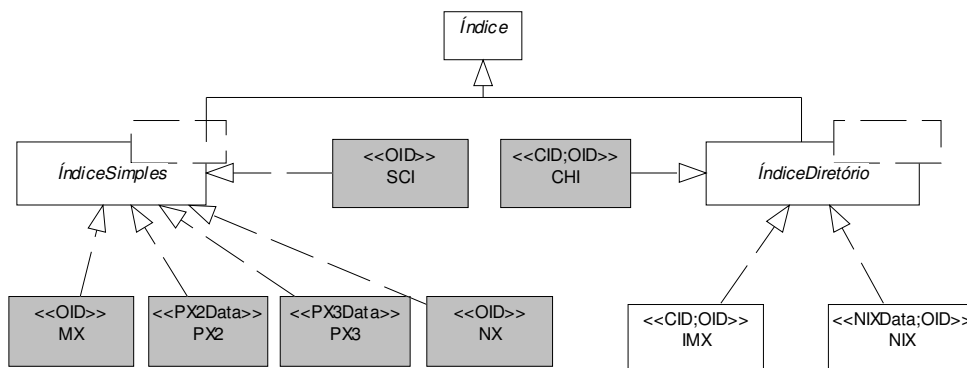 Índice
ÍndiceSimples
<<OID>>
SCI
<<CID;OID>>
CHI
ÍndiceDiretório
<<OID>>
MX
<<PX2Data>>
PX2
<<PX3Data>>
PX3
<<OID>>
NX
<<CID;OID>>
IMX
<<NIXData;OID>>
NIX